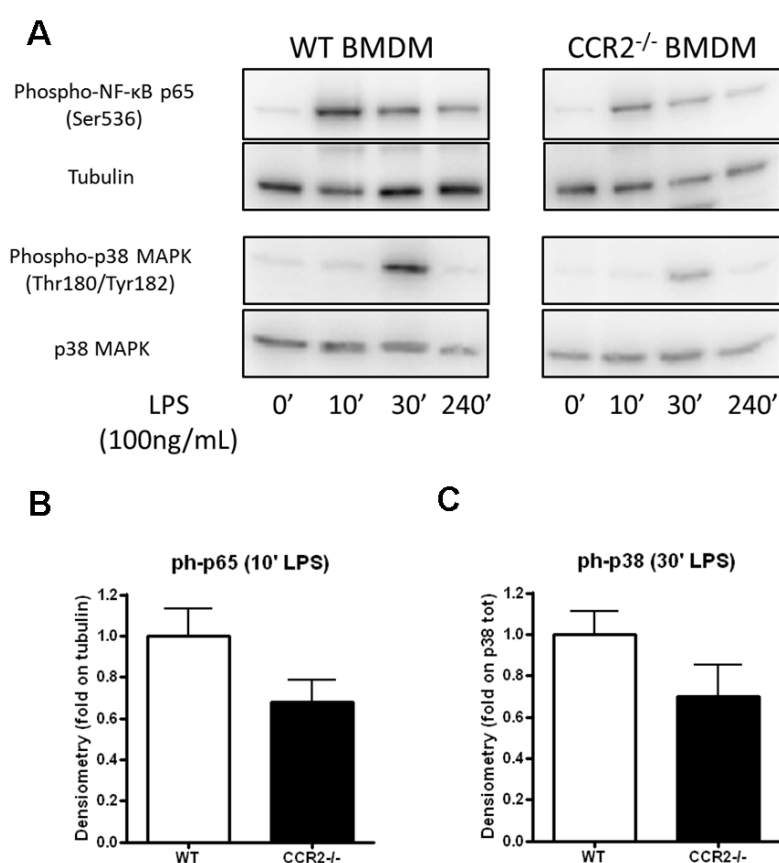 A
WT BMDM
CCR2-/- BMDM
Phospho-NF-κB p65
(Ser536)
Tubulin
Phospho-p38 MAPK
(Thr180/Tyr182)
p38 MAPK
LPS
(100ng/mL)
0' 10' 30' 240'
0' 10' 30' 240'
B
ph-p65 (10' LPS)
Densiometry (fold on tubulin)
1.2
1.0
0.8
0.6
0.4
0.2
0.0
WT
CCR2-/-
C
ph-p38 (30' LPS)
Densiometry (fold on p38 tot)
1.2
1.0
0.8
0.6
0.4
0.2
0.0
WT
CCR2-/-